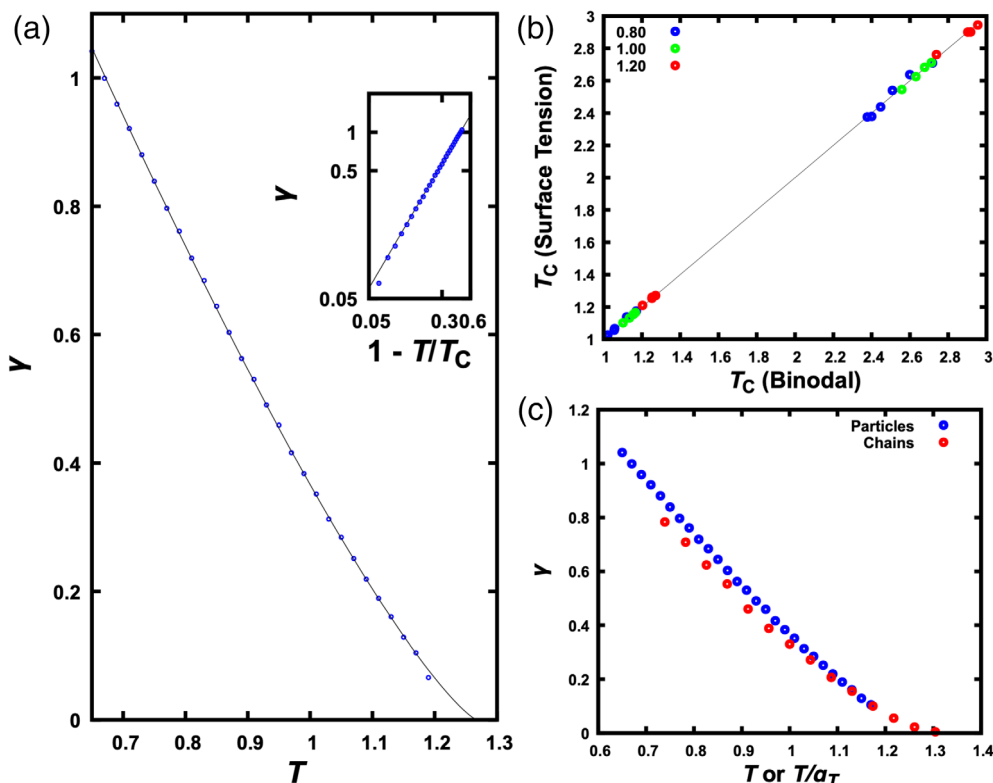 (a)
γ
1
0.8
0.6
0.4
0.2
0
0.7 0.8 0.9 1.0 1.1 1.2 1.3
T
γ
1
0.5
0.05
0.05 0.3 0.6
1 - T/TC
(b)
TC (Surface Tension)
3
2.8
2.6
2.4
2.2
2
1.8
1.6
1.4
1.2
1
0.80
1.00
1.20
1 1.2 1.4 1.6 1.8 2 2.2 2.4 2.6 2.8 3
TC (Binodal)
(c)
γ
1.2
1
0.8
0.6
0.4
0.2
0
Particles
Chains
0.6 0.7 0.8 0.9 1 1.1 1.2 1.3 1.4
T or T/aT